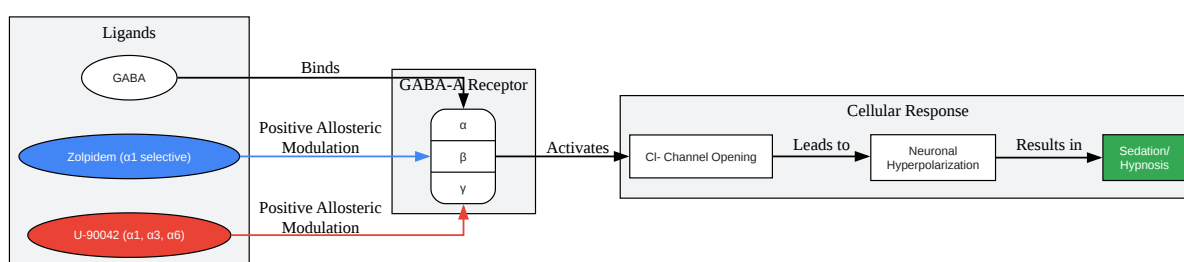 Ligands
GABA
Zolpidem (α1 selective)
U-90042 (α1, α3, α6)
Binds
Positive Allosteric
Modulation
Positive Allosteric
Modulation
GABA-A Receptor
α
β
γ
Activates
Cellular Response
Cl- Channel Opening
Leads to
Neuronal
Hyperpolarization
Results in
Sedation/
Hypnosis